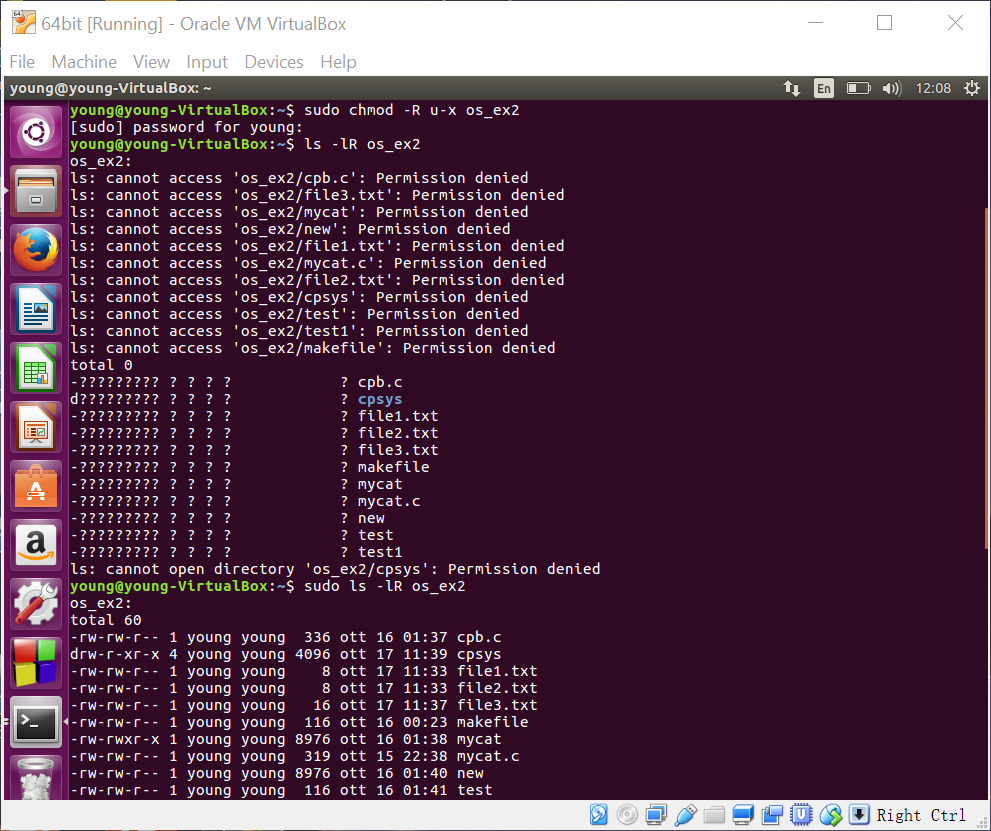 64bit [Running] - Oracle VM VirtualBox
File Machine View Input Devices Help
young@young-VirtualBox: ~ En 12:08
young@young-VirtualBox:~$ sudo chmod -R u-x os_ex2
[sudo] password for young:
young@young-VirtualBox:~$ ls -lR os_ex2
os_ex2:
ls: cannot access 'os_ex2/cpb.c': Permission denied
ls: cannot access 'os_ex2/file3.txt': Permission denied
ls: cannot access 'os_ex2/mycat': Permission denied
ls: cannot access 'os_ex2/new': Permission denied
ls: cannot access 'os_ex2/file1.txt': Permission denied
ls: cannot access 'os_ex2/mycat.c': Permission denied
ls: cannot access 'os_ex2/file2.txt': Permission denied
ls: cannot access 'os_ex2/cpsys': Permission denied
ls: cannot access 'os_ex2/test': Permission denied
ls: cannot access 'os_ex2/test1': Permission denied
ls: cannot access 'os_ex2/makefile': Permission denied
total 0
-????????? ? ? ? ?            ? cpb.c
d????????? ? ? ? ?            ? cpsys
-????????? ? ? ? ?            ? file1.txt
-????????? ? ? ? ?            ? file2.txt
-????????? ? ? ? ?            ? file3.txt
-????????? ? ? ? ?            ? makefile
-????????? ? ? ? ?            ? mycat
-????????? ? ? ? ?            ? mycat.c
-????????? ? ? ? ?            ? new
-????????? ? ? ? ?            ? test
-????????? ? ? ? ?            ? test1
ls: cannot open directory 'os_ex2/cpsys': Permission denied
young@young-VirtualBox:~$ sudo ls -lR os_ex2
os_ex2:
total 60
-rw-rw-r-- 1 young young  336 ott 16 01:37 cpb.c
drw-r-xr-x 4 young young 4096 ott 17 11:39 cpsys
-rw-rw-r-- 1 young young    8 ott 17 11:33 file1.txt
-rw-rw-r-- 1 young young    8 ott 17 11:33 file2.txt
-rw-rw-r-- 1 young young   16 ott 17 11:37 file3.txt
-rw-rw-r-- 1 young young  116 ott 16 00:23 makefile
-rw-rwxr-x 1 young young 8976 ott 16 01:38 mycat
-rw-rw-r-- 1 young young  319 ott 15 22:38 mycat.c
-rw-rw-r-- 1 young young 8976 ott 16 01:40 new
-rw-rw-r-- 1 young young  116 ott 16 01:41 test
Right Ctrl